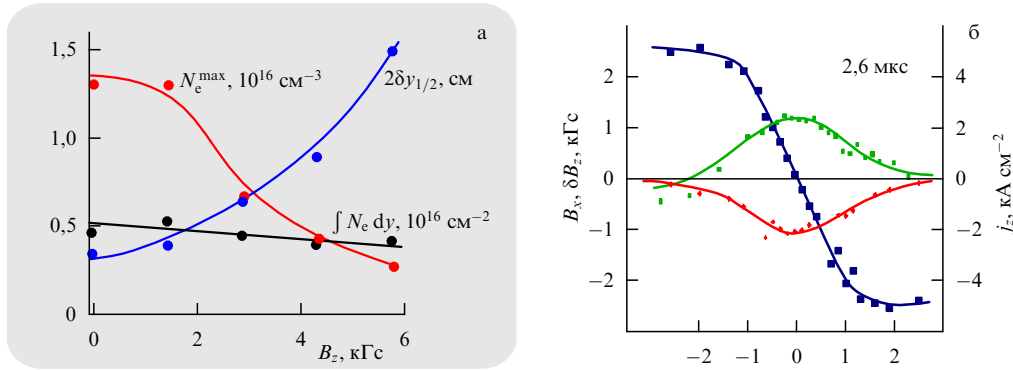 а
1,5
1,0
0,5
0
0
2
4
6
N_e^max, 10^16 см^−3
2δy_1/2, см
∫ N_e dy, 10^16 см^−2
B_z, кГс
б
2,6 мкс
2
1
0
−1
−2
B_x, δB_z, кГс
4
2
0
−2
−4
j_z, кА см^−2
−2
−1
0
1
2